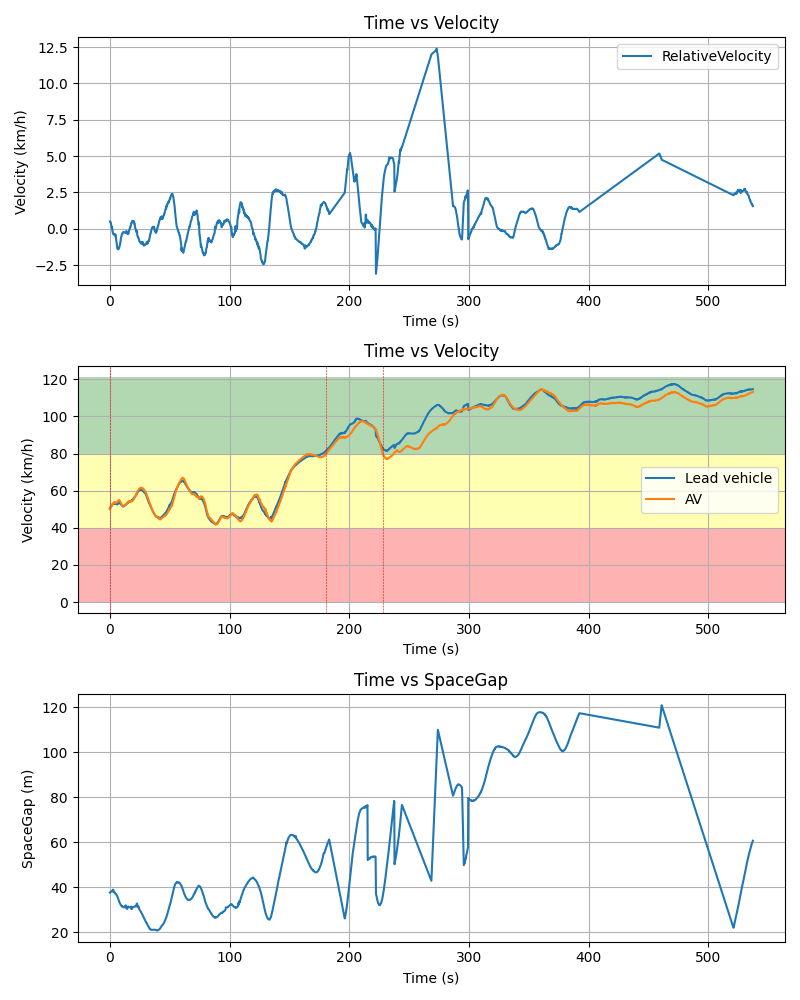 Time vs Velocity
12.5
10.0
7.5
5.0
2.5
0.0
−2.5
Velocity (km/h)
RelativeVelocity
0 100 200 300 400 500
Time (s)
Time vs Velocity
120
100
80
60
40
20
0
Velocity (km/h)
Lead vehicle
AV
0 100 200 300 400 500
Time (s)
Time vs SpaceGap
120
100
80
60
40
20
SpaceGap (m)
0 100 200 300 400 500
Time (s)